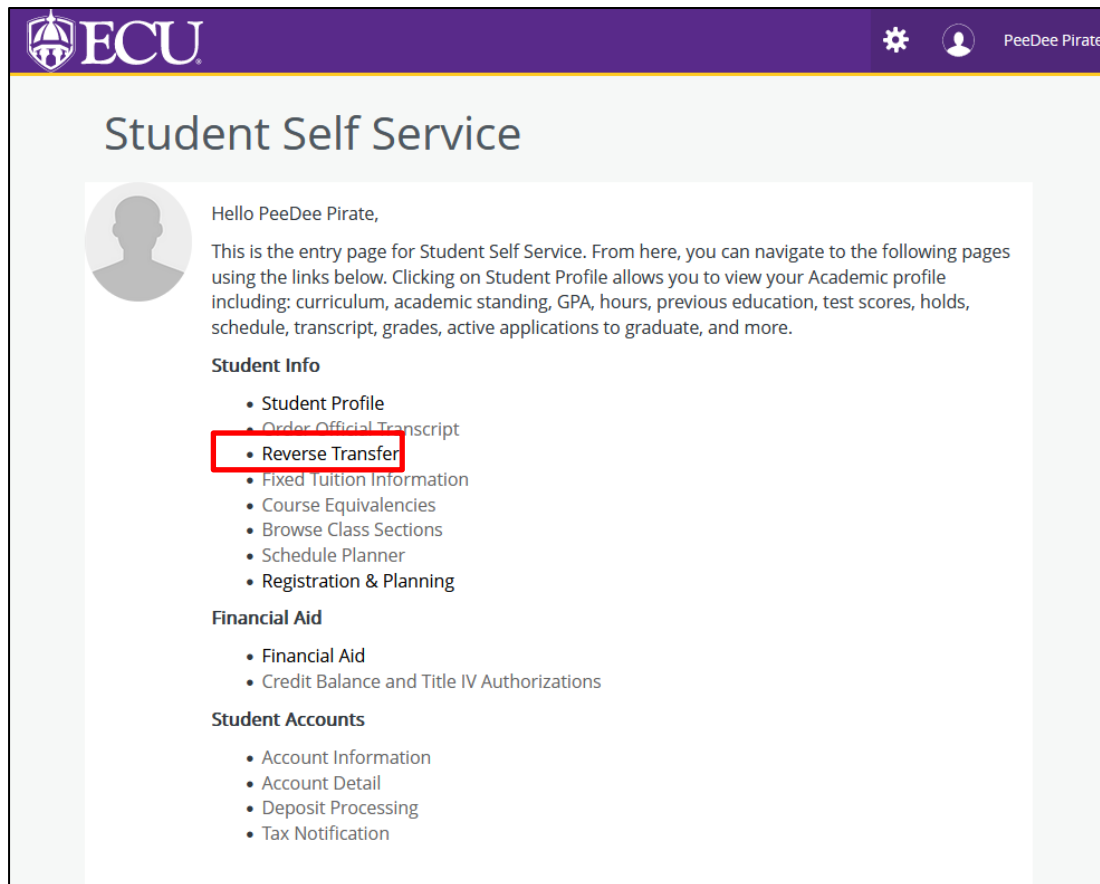 ECU
PeeDee Pirate
Student Self Service
Hello PeeDee Pirate,
This is the entry page for Student Self Service. From here, you can navigate to the following pages
using the links below. Clicking on Student Profile allows you to view your Academic profile
including: curriculum, academic standing, GPA, hours, previous education, test scores, holds,
schedule, transcript, grades, active applications to graduate, and more.
Student Info
• Student Profile
• Order Official Transcript
• Reverse Transfer
• Fixed Tuition Information
• Course Equivalencies
• Browse Class Sections
• Schedule Planner
• Registration & Planning
Financial Aid
• Financial Aid
• Credit Balance and Title IV Authorizations
Student Accounts
• Account Information
• Account Detail
• Deposit Processing
• Tax Notification